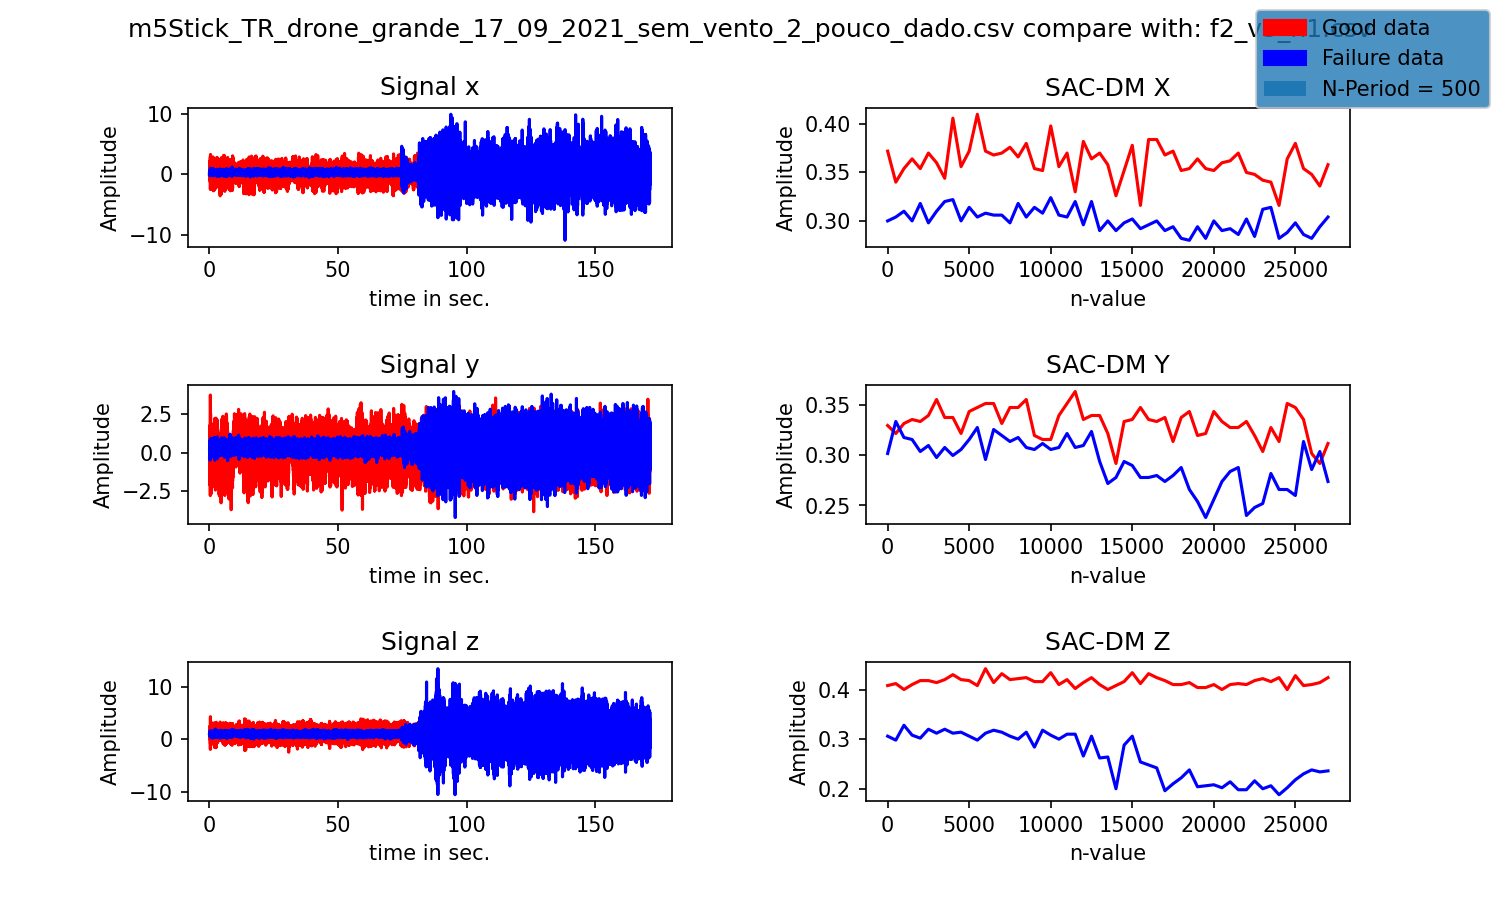 m5Stick_TR_drone_grande_17_09_2021_sem_vento_2_pouco_dado.csv compare with:
Good data
Failure data
N-Period = 500
Signal x
Amplitude
10
0
−10
0 50 100 150
time in sec.
SAC-DM X
Amplitude
0.40
0.35
0.30
0 5000 10000 15000 20000 25000
n-value
Signal y
Amplitude
2.5
0.0
−2.5
0 50 100 150
time in sec.
SAC-DM Y
Amplitude
0.35
0.30
0.25
0 5000 10000 15000 20000 25000
n-value
Signal z
Amplitude
10
0
−10
0 50 100 150
time in sec.
SAC-DM Z
Amplitude
0.4
0.3
0.2
0 5000 10000 15000 20000 25000
n-value